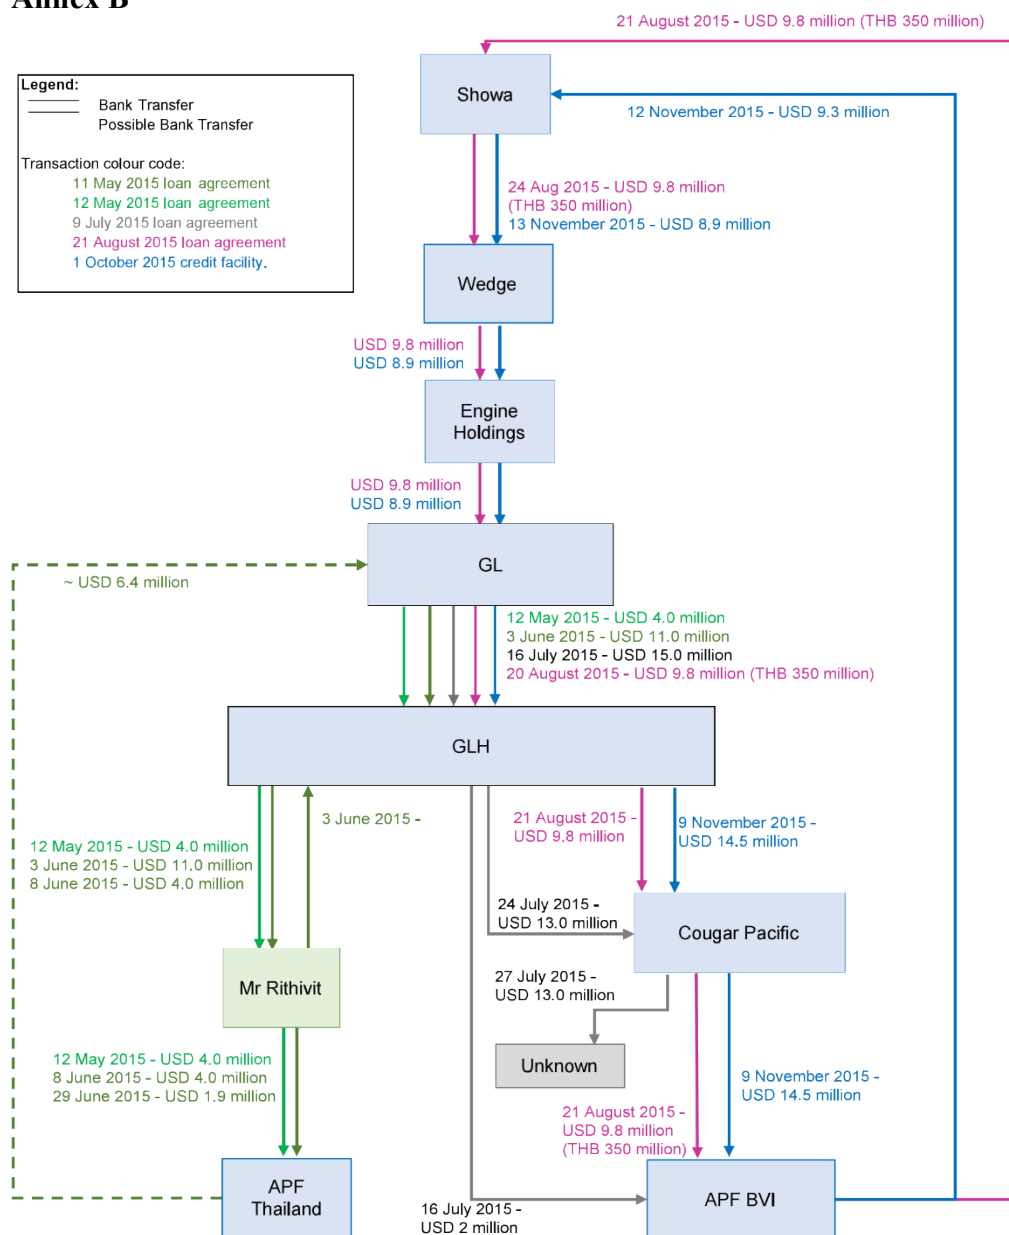 Annex B
21 August 2015 - USD 9.8 million (THB 350 million)
Legend:
Bank Transfer
Possible Bank Transfer
Transaction colour code:
11 May 2015 loan agreement
12 May 2015 loan agreement
9 July 2015 loan agreement
21 August 2015 loan agreement
1 October 2015 credit facility.
Showa
12 November 2015 - USD 9.3 million
24 Aug 2015 - USD 9.8 million
(THB 350 million)
13 November 2015 - USD 8.9 million
Wedge
USD 9.8 million
USD 8.9 million
Engine
Holdings
USD 9.8 million
USD 8.9 million
GL
~ USD 6.4 million
12 May 2015 - USD 4.0 million
3 June 2015 - USD 11.0 million
16 July 2015 - USD 15.0 million
20 August 2015 - USD 9.8 million (THB 350 million)
GLH
3 June 2015 -
21 August 2015 -
USD 9.8 million
9 November 2015 -
USD 14.5 million
12 May 2015 - USD 4.0 million
3 June 2015 - USD 11.0 million
8 June 2015 - USD 4.0 million
24 July 2015 -
USD 13.0 million
Cougar Pacific
Mr Rithivit
27 July 2015 -
USD 13.0 million
Unknown
12 May 2015 - USD 4.0 million
8 June 2015 - USD 4.0 million
29 June 2015 - USD 1.9 million
9 November 2015 -
USD 14.5 million
21 August 2015 -
USD 9.8 million
(THB 350 million)
APF
Thailand
16 July 2015 -
USD 2 million
APF BVI